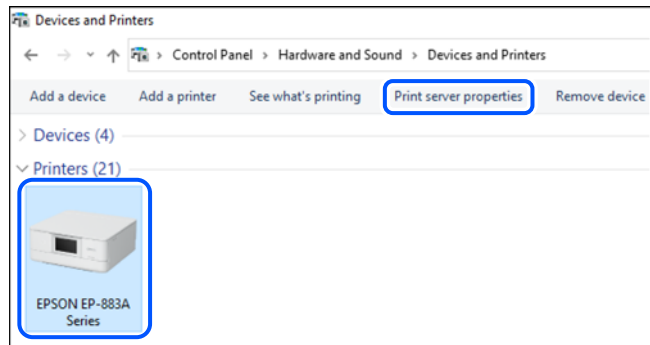 Devices and Printers
Control Panel > Hardware and Sound > Devices and Printers
Add a device Add a printer See what's printing Print server properties Remove device
Devices (4)
Printers (21)
EPSON EP-883A
Series